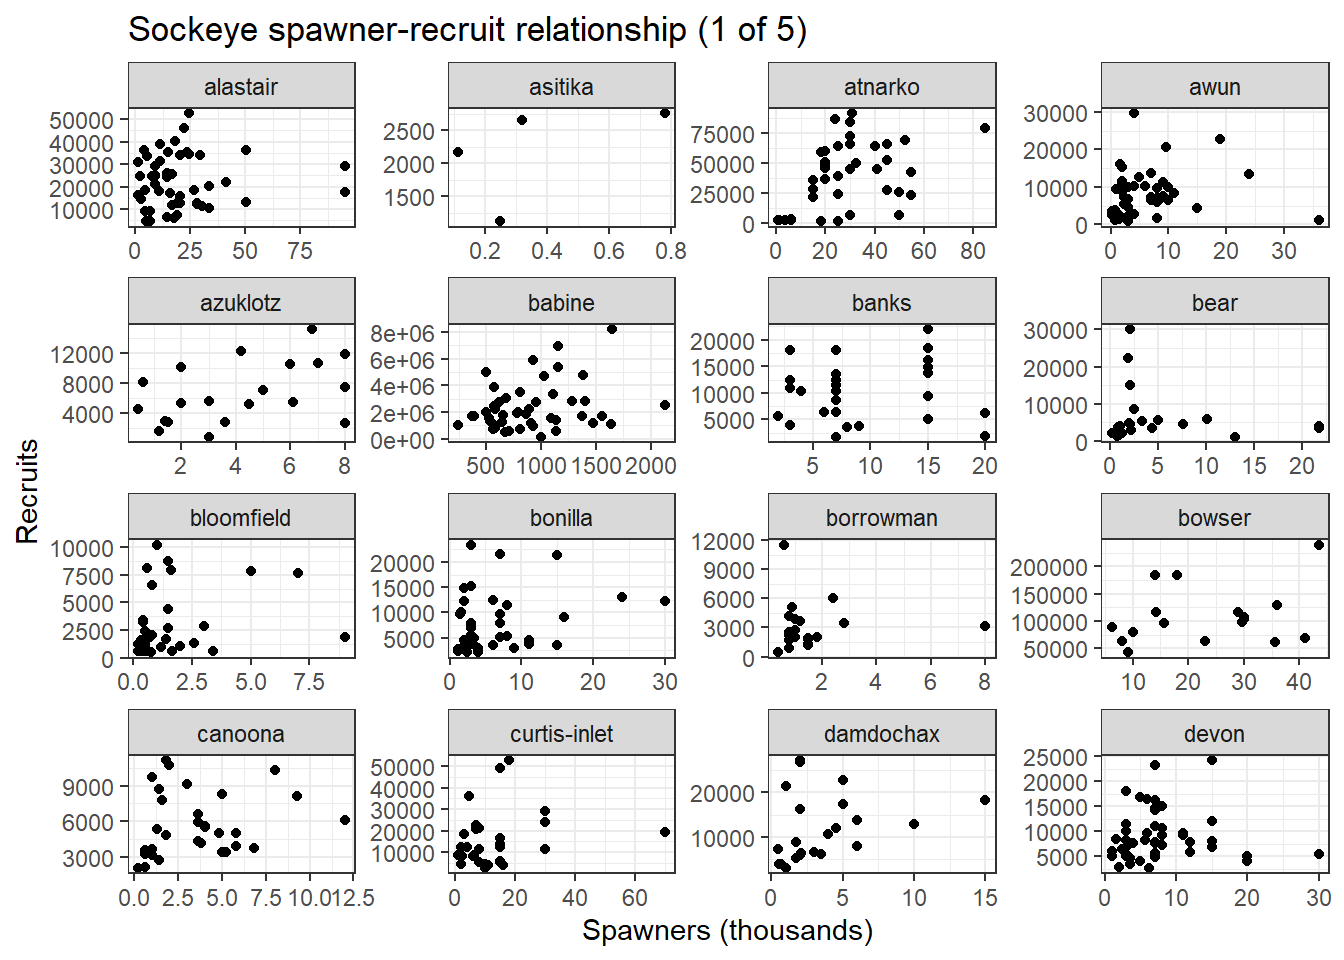 Sockeye spawner-recruit relationship (1 of 5)
alastair asitika atnarko awun
50000 40000 30000 20000 10000
0 25 50 75
2500 2000 1500
0.2 0.4 0.6 0.8
75000 50000 25000 0
0 20 40 60 80
30000 20000 10000 0
0 10 20 30
azuklotz babine banks bear
12000 8000 4000
2 4 6 8
8e+06 6e+06 4e+06 2e+06 0e+00
500 1000 1500 2000
20000 15000 10000 5000
5 10 15 20
30000 20000 10000 0
0 5 10 15 20
Recruits
bloomfield bonilla borrowman bowser
10000 7500 5000 2500 0
0.0 2.5 5.0 7.5
20000 15000 10000 5000
0 10 20 30
12000 9000 6000 3000 0
2 4 6 8
200000 150000 100000 50000
10 20 30 40
canoona curtis-inlet damdochax devon
9000 6000 3000
0.0 2.5 5.0 7.5 10.0 12.5
50000 40000 30000 20000 10000
0 20 40 60
20000 10000
0 5 10 15
25000 20000 15000 10000 5000
0 10 20 30
Spawners (thousands)